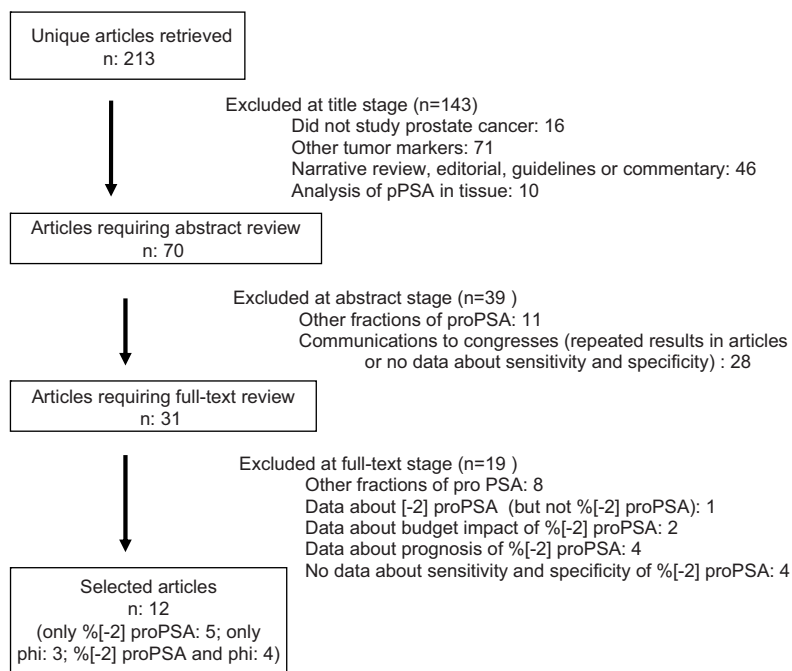 Unique articles retrieved
n: 213
Excluded at title stage (n=143)
Did not study prostate cancer: 16
Other tumor markers: 71
Narrative review, editorial, guidelines or commentary: 46
Analysis of pPSA in tissue: 10
Articles requiring abstract review
n: 70
Excluded at abstract stage (n=39 )
Other fractions of proPSA: 11
Communications to congresses (repeated results in articles
or no data about sensitivity and specificity) : 28
Articles requiring full-text review
n: 31
Excluded at full-text stage (n=19 )
Other fractions of pro PSA: 8
Data about [-2] proPSA (but not %[-2] proPSA): 1
Data about budget impact of %[-2] proPSA: 2
Data about prognosis of %[-2] proPSA: 4
No data about sensitivity and specificity of %[-2] proPSA: 4
Selected articles
n: 12
(only %[-2] proPSA: 5; only
phi: 3; %[-2] proPSA and phi: 4)